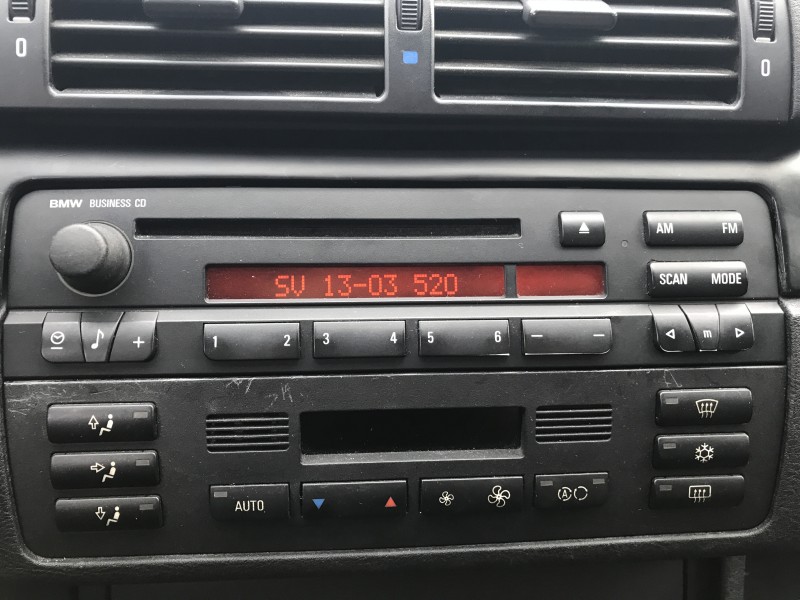 0
0
BMW BUSINESS CD
AM FM
SV 13-03 520
SCAN MODE
1 2 3 4 5 6 m
AUTO
A